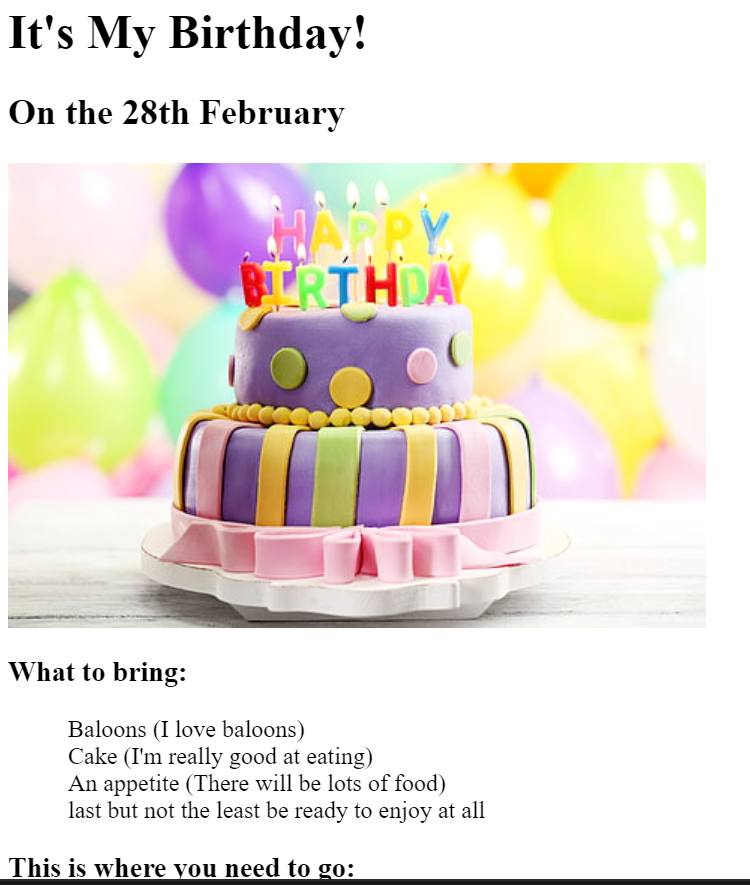 It's My Birthday!
On the 28th February
HAPPY
BIRTHDAY
What to bring:
Baloons (I love baloons)
Cake (I'm really good at eating)
An appetite (There will be lots of food)
last but not the least be ready to enjoy at all
This is where you need to go: